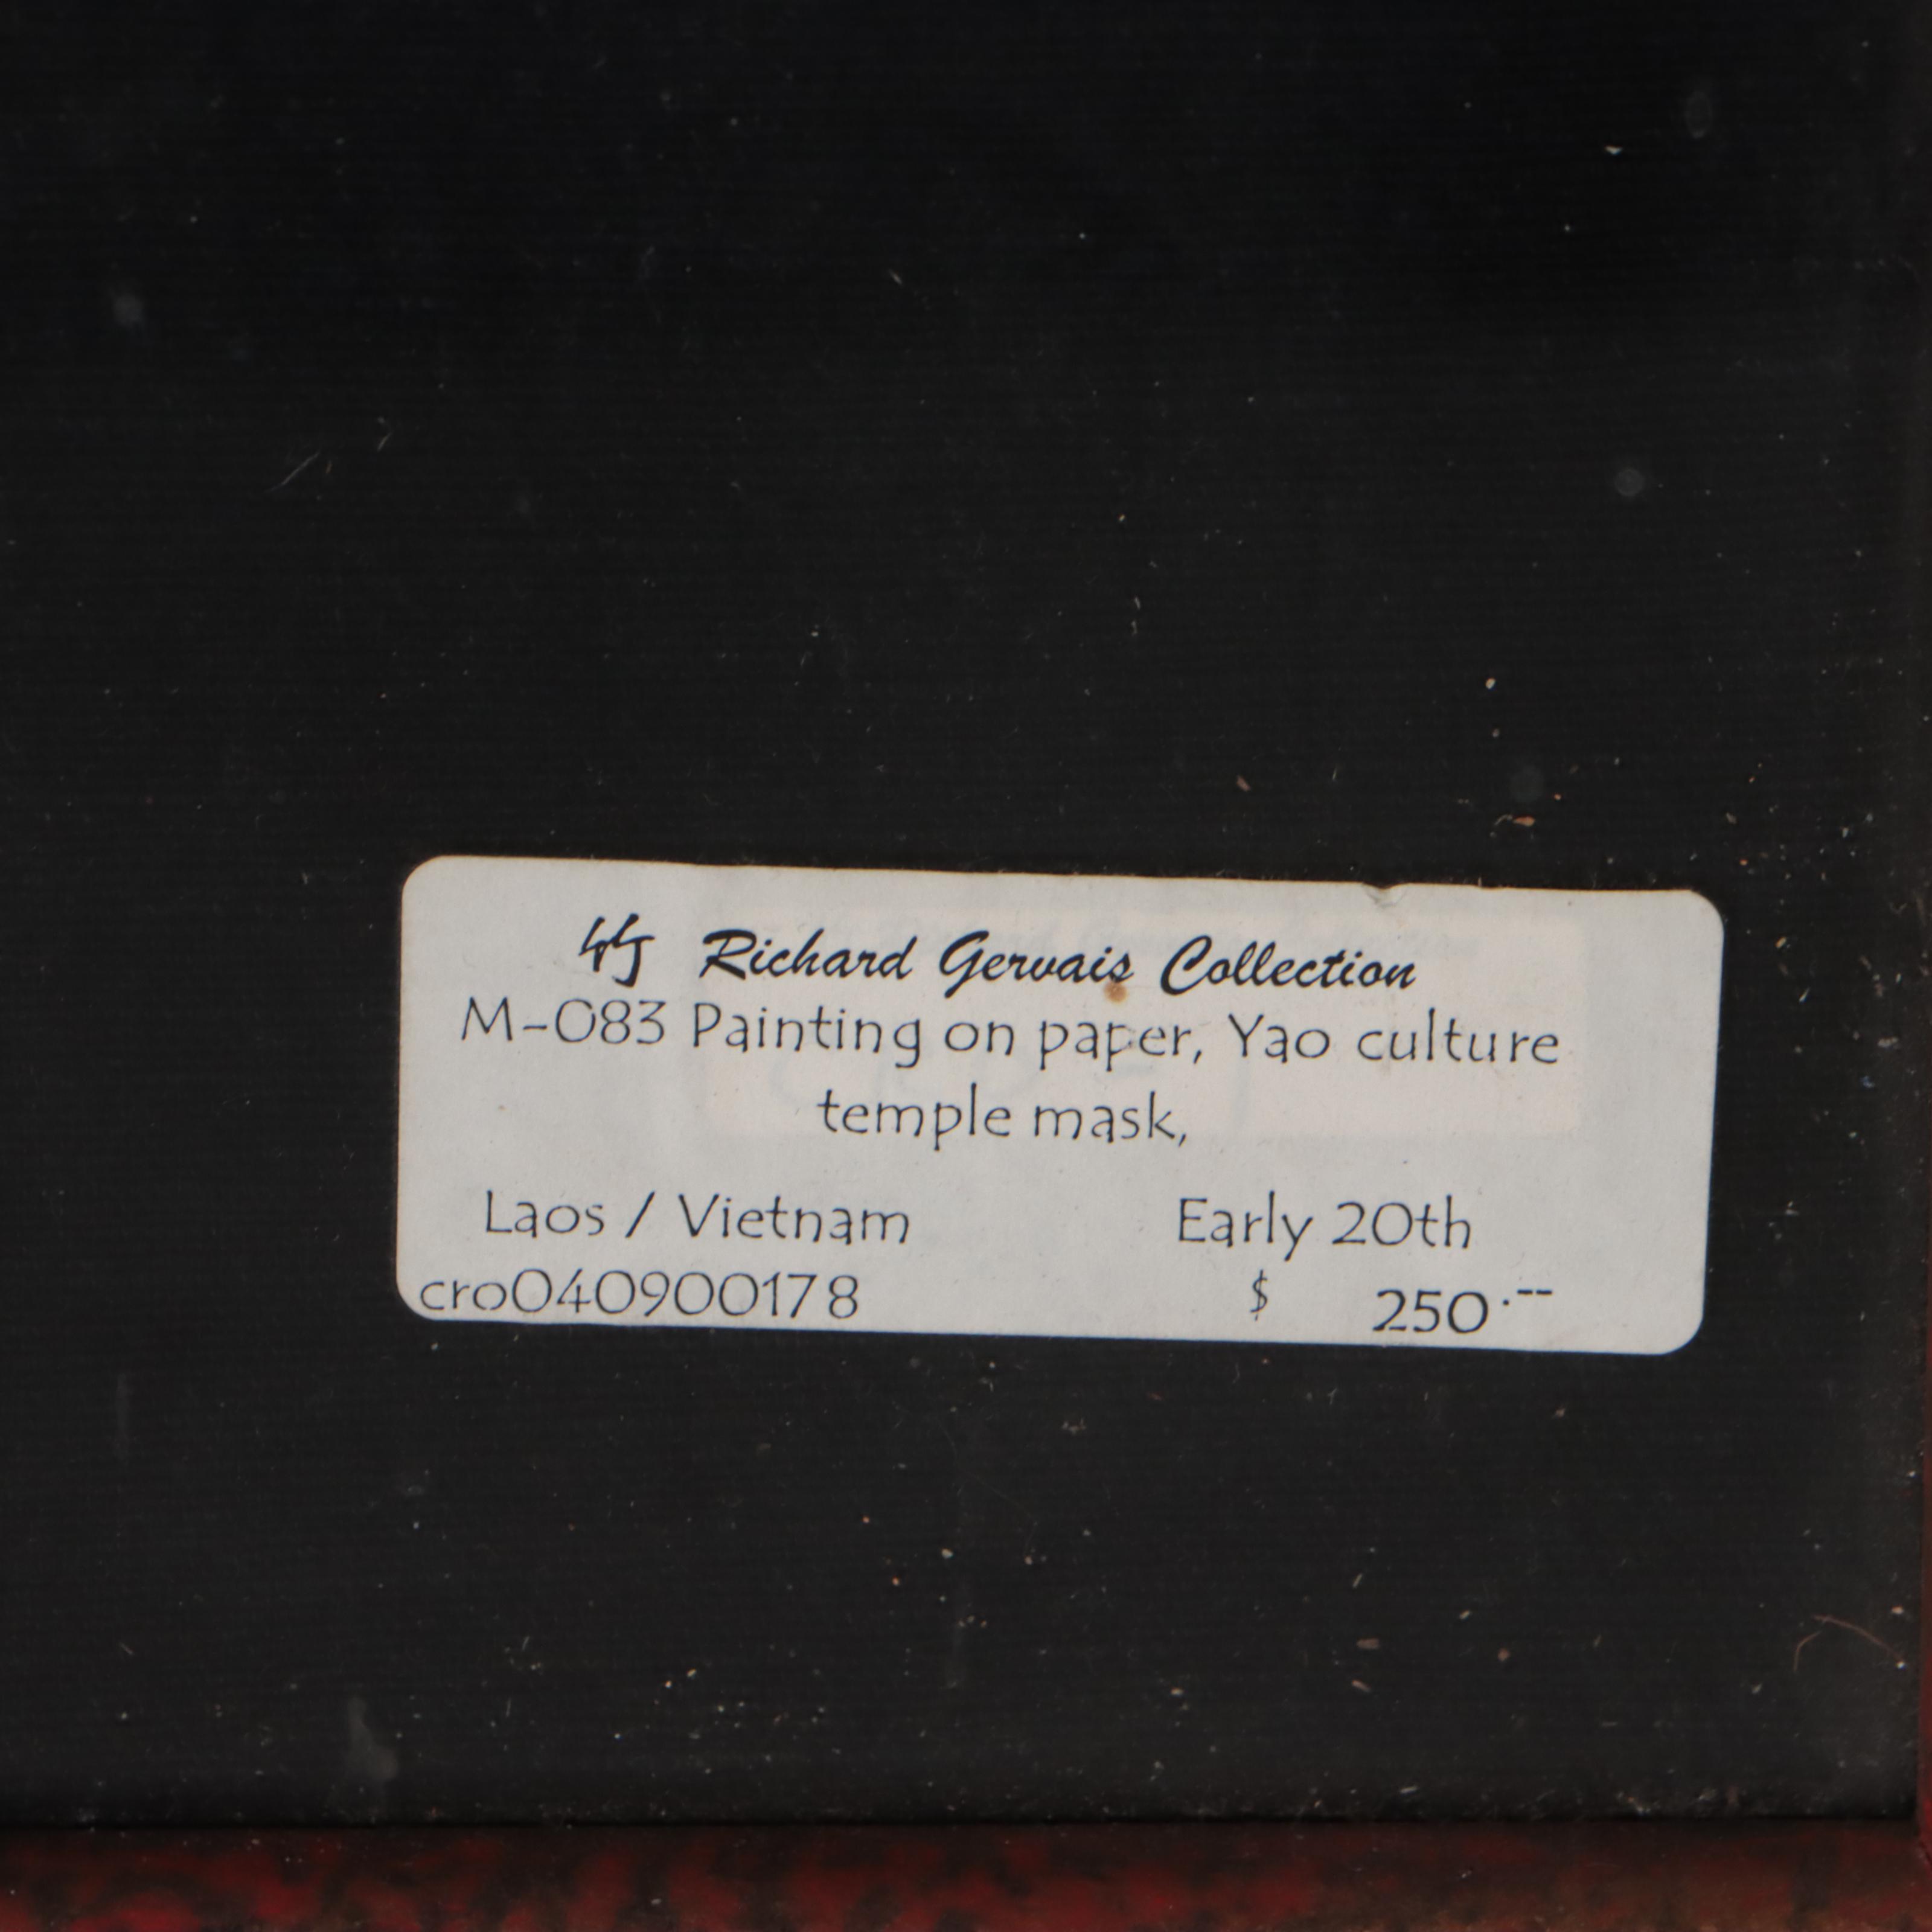 Richard Gervais Collection
M-083 Painting on paper, Yao culture
temple mask,
Laos / Vietnam Early 20th
cro040900178 $ 250.--